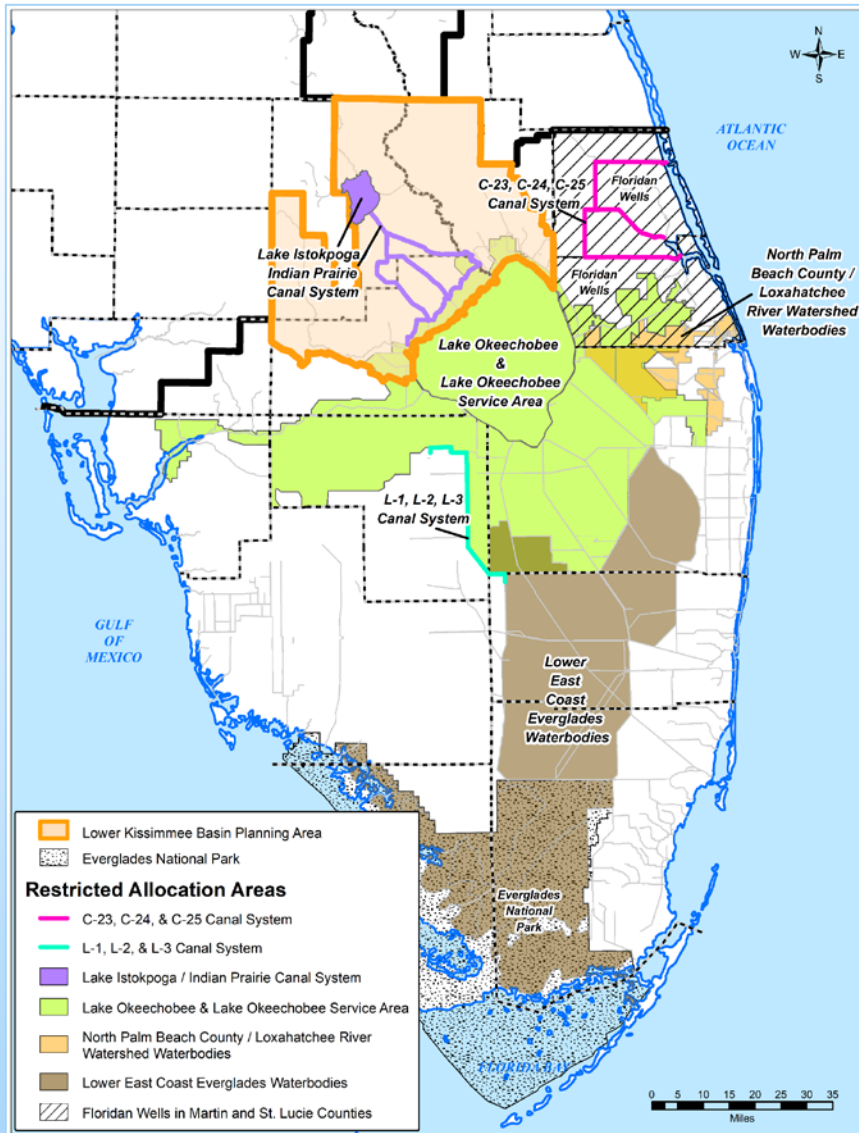 N
W E
S
ATLANTIC
OCEAN
C-23, C-24, C-25
Canal System
Floridan
Wells
Floridan
Wells
Lake Istokpoga
Indian Prairie
Canal System
North Palm
Beach County /
Loxahatchee
River Watershed
Waterbodies
Lake Okeechobee
&
Lake Okeechobee
Service Area
L-1, L-2, L-3
Canal System
GULF
OF
MEXICO
Lower
East
Coast
Everglades
Waterbodies
Everglades
National
Park
FLORIDA BAY
Lower Kissimmee Basin Planning Area
Everglades National Park
Restricted Allocation Areas
C-23, C-24, & C-25 Canal System
L-1, L-2, & L-3 Canal System
Lake Istokpoga / Indian Prairie Canal System
Lake Okeechobee & Lake Okeechobee Service Area
North Palm Beach County / Loxahatchee River
Watershed Waterbodies
Lower East Coast Everglades Waterbodies
Floridan Wells in Martin and St. Lucie Counties
0 5 10 15 20 25 30 35
Miles